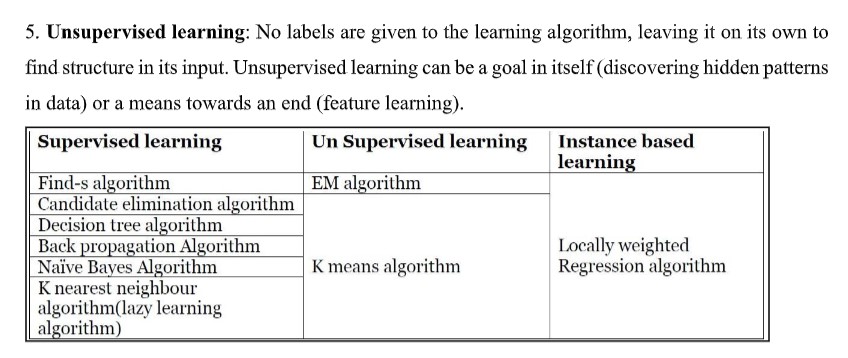 5. Unsupervised learning: No labels are given to the learning algorithm, leaving it on its own to
find structure in its input. Unsupervised learning can be a goal in itself (discovering hidden patterns
in data) or a means towards an end (feature learning).
Supervised learning Un Supervised learning Instance based
learning
Find-s algorithm EM algorithm
Candidate elimination algorithm
Decision tree algorithm
Back propagation Algorithm
Naïve Bayes Algorithm
K nearest neighbour
algorithm(lazy learning
algorithm)
K means algorithm
Locally weighted
Regression algorithm